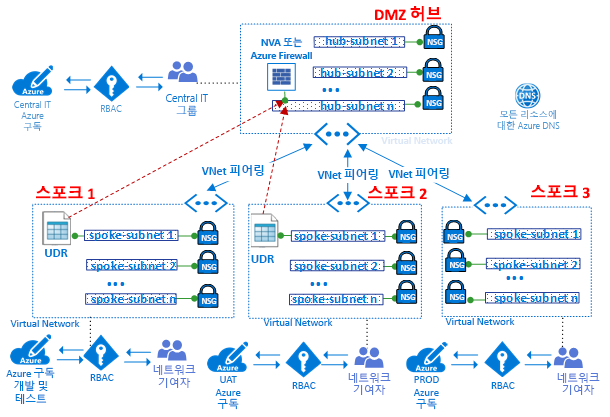 DMZ 허브
NVA 또는
Azure Firewall
hub-subnet 1
NSG
hub-subnet 2
NSG
...
hub-subnet n
NSG
Virtual Network
Azure
Central IT
Azure
구독
RBAC
Central IT
그룹
DNS
모든 리소스에
대한 Azure DNS
VNet 피어링
VNet 피어링
VNet 피어링
스포크 1
UDR
spoke-subnet 1
NSG
spoke-subnet 2
NSG
...
spoke-subnet n
NSG
Virtual Network
스포크 2
UDR
spoke-subnet 1
NSG
spoke-subnet 2
NSG
...
spoke-subnet n
NSG
Virtual Network
스포크 3
NSG
spoke-subnet 1
NSG
spoke-subnet 2
...
NSG
spoke-subnet n
Virtual Network
Azure
Azure 구독
개발 및
테스트
RBAC
네트워크
기여자
Azure
UAT
Azure
구독
RBAC
네트워크
기여자
Azure
PROD
Azure
구독
RBAC
네트워크
기여자